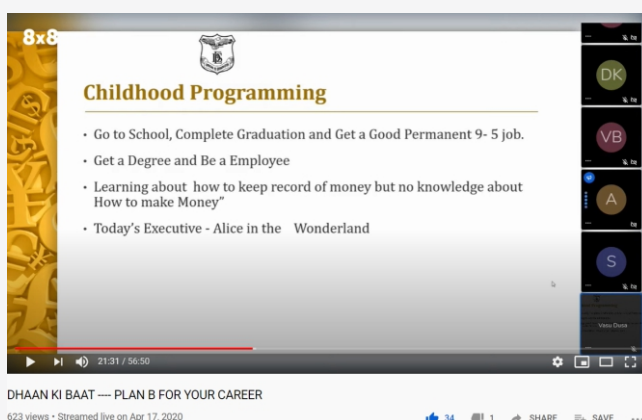 8x8
Childhood Programming
• Go to School, Complete Graduation and Get a Good Permanent 9- 5 job.
• Get a Degree and Be a Employee
• Learning about how to keep record of money but no knowledge about
How to make Money”
• Today's Executive - Alice in the Wonderland
DK
VB
A
S
21:31 / 56:50
DHAAN KI BAAT ---- PLAN B FOR YOUR CAREER
623 views • Streamed live on Apr 17, 2020
34
1
SHARE
SAVE